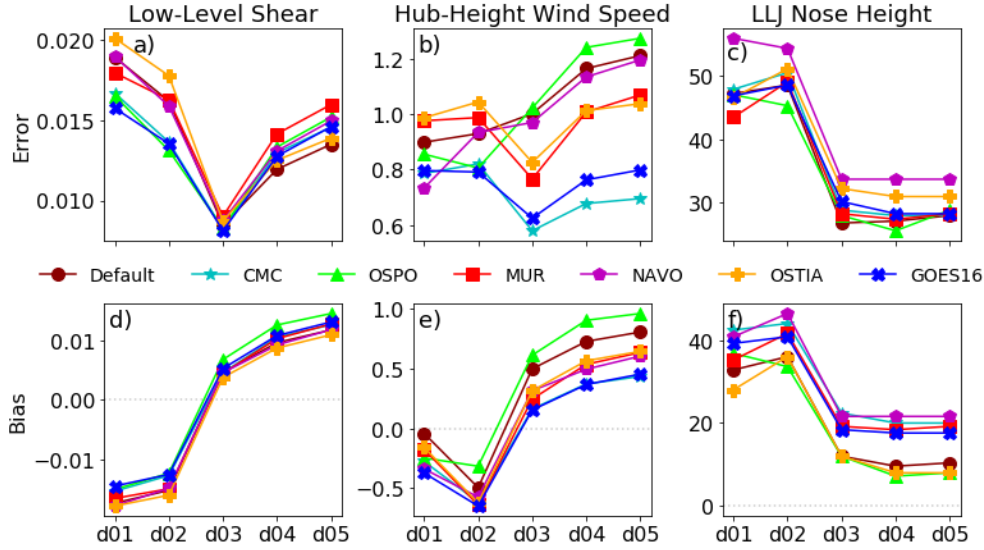 Low-Level Shear
Hub-Height Wind Speed
LLJ Nose Height
a)
b)
c)
Error
0.020
0.015
0.010
1.2
1.0
0.8
0.6
50
40
30
Default CMC OSPO MUR NAVO OSTIA GOES16
d)
e)
f)
Bias
0.01
0.00
−0.01
1.0
0.5
0.0
−0.5
40
20
0
d01 d02 d03 d04 d05
d01 d02 d03 d04 d05
d01 d02 d03 d04 d05